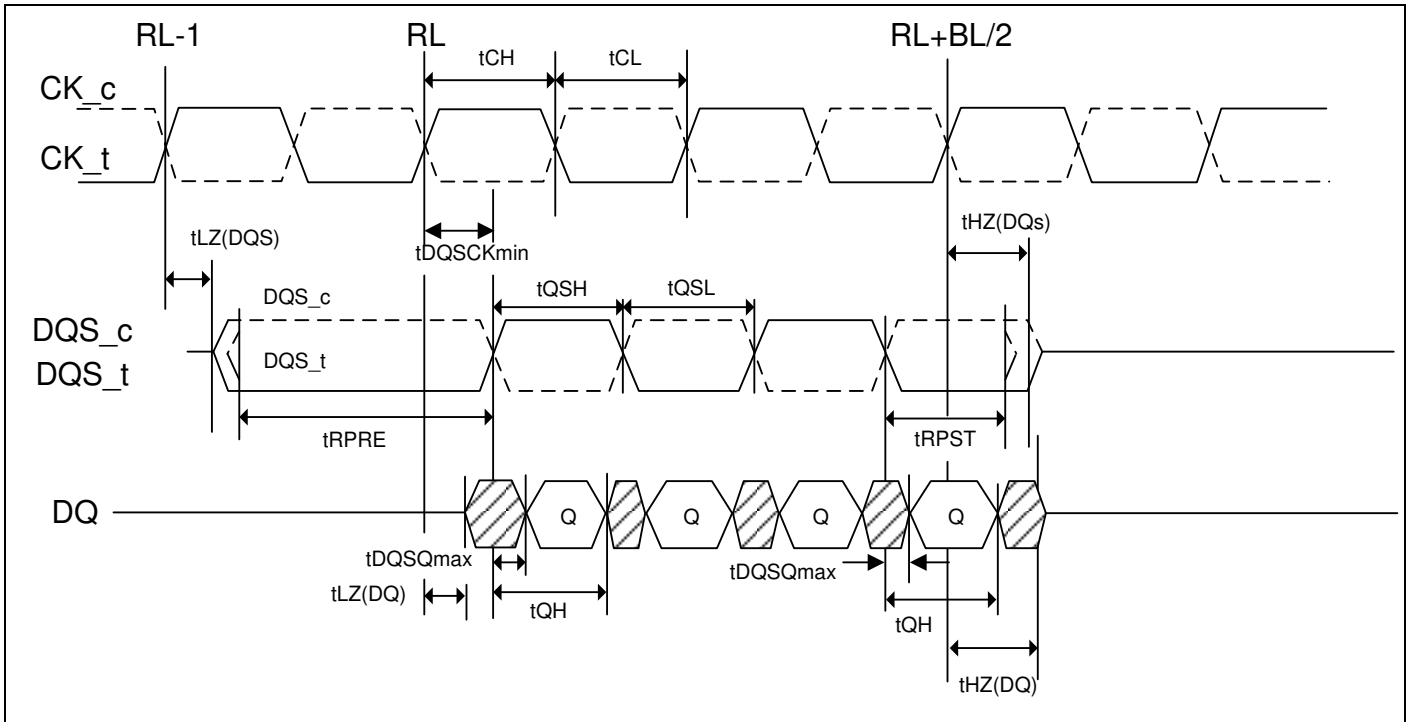 RL-1
RL
RL+BL/2
tCH
tCL
CK_c
CK_t
tLZ(DQS)
tDQSCKmin
tHZ(DQs)
DQS_c
tQSH
tQSL
DQS_c
DQS_t
DQS_t
tRPRE
tRPST
DQ
Q
Q
Q
Q
tDQSQmax
tDQSQmax
tLZ(DQ)
tQH
tQH
tHZ(DQ)